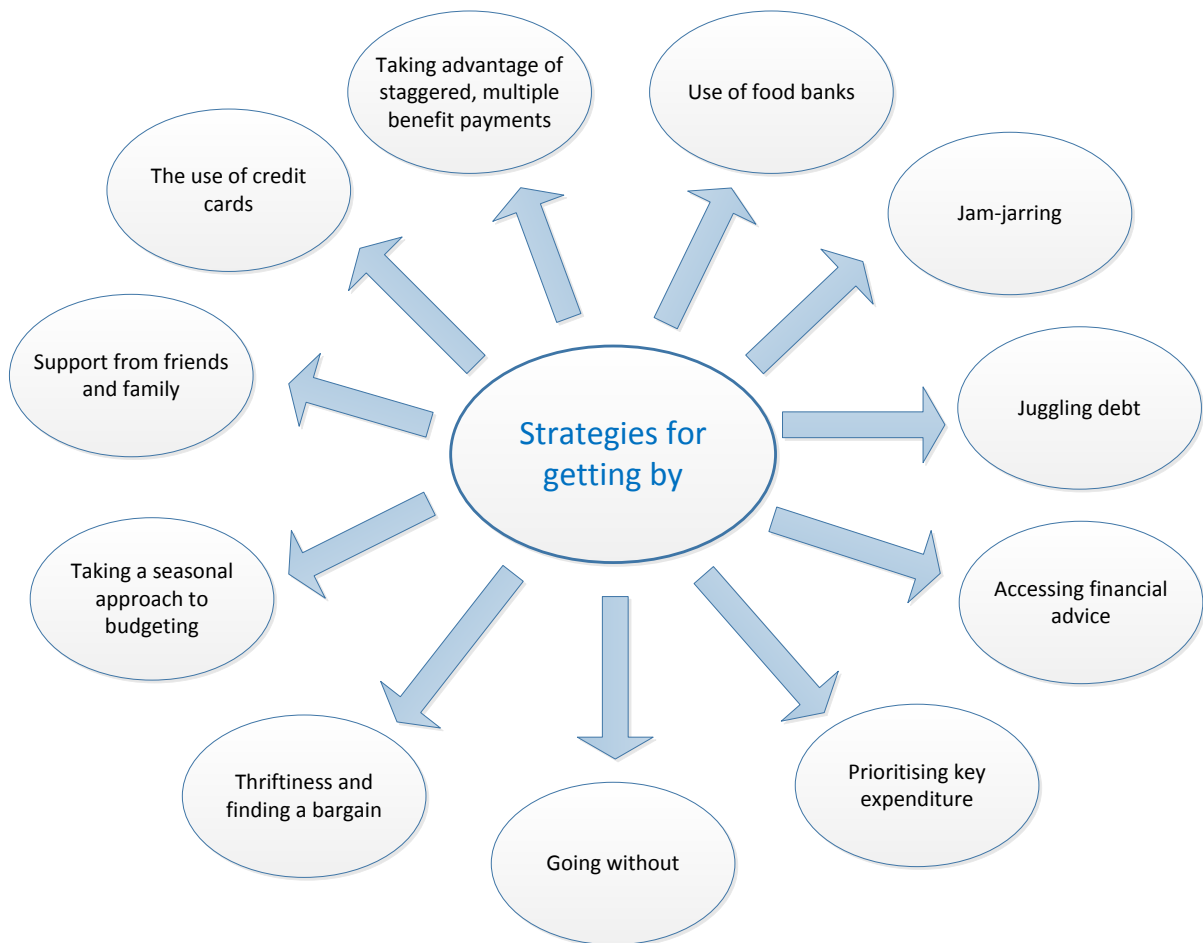 Taking advantage of
staggered, multiple
benefit payments
Use of food banks
The use of credit
cards
Jam-jarring
Support from friends
and family
Juggling debt
Strategies for
getting by
Taking a seasonal
approach to
budgeting
Accessing financial
advice
Thriftiness and
finding a bargain
Prioritising key
expenditure
Going without